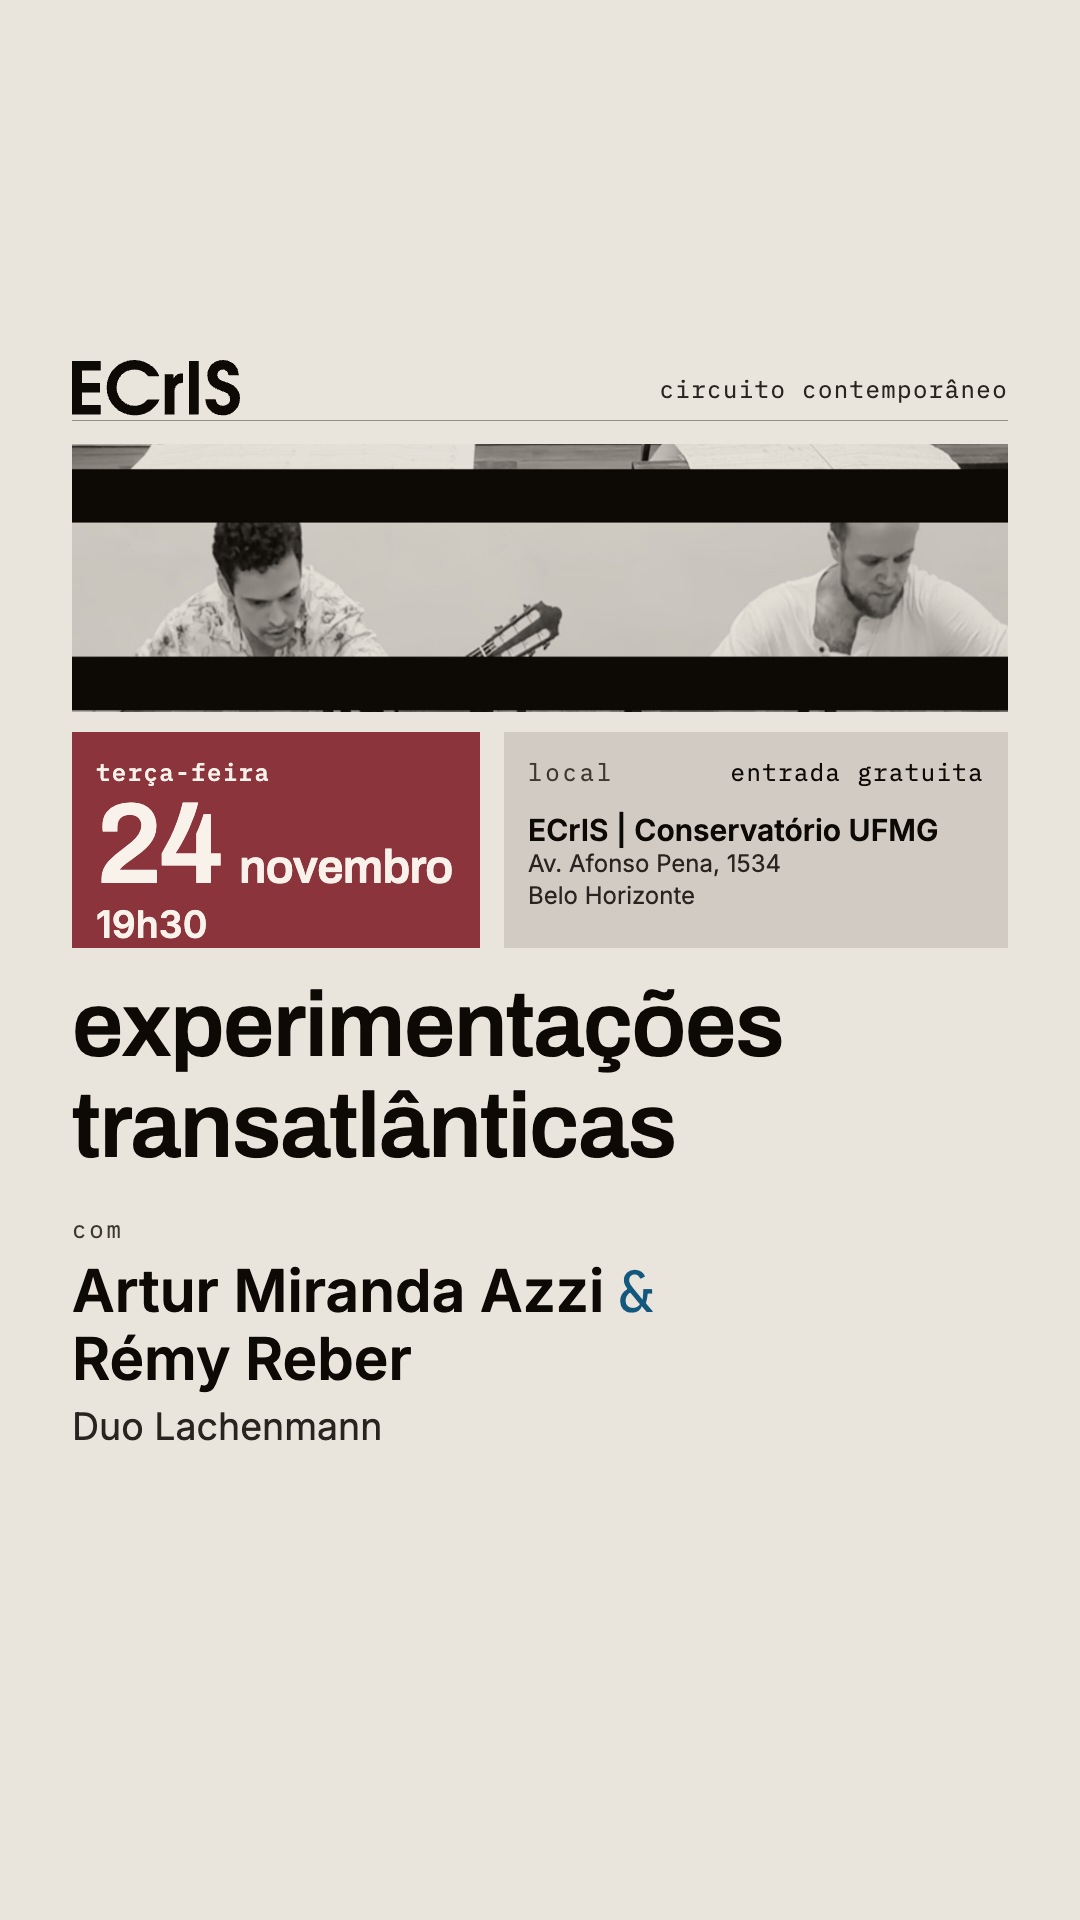 ECrIS
circuito contemporâneo
terça-feira
24 novembro
19h30
local
entrada gratuita
ECrIS | Conservatório UFMG
Av. Afonso Pena, 1534
Belo Horizonte
experimentações
transatlânticas
com
Artur Miranda Azzi &
Rémy Reber
Duo Lachenmann